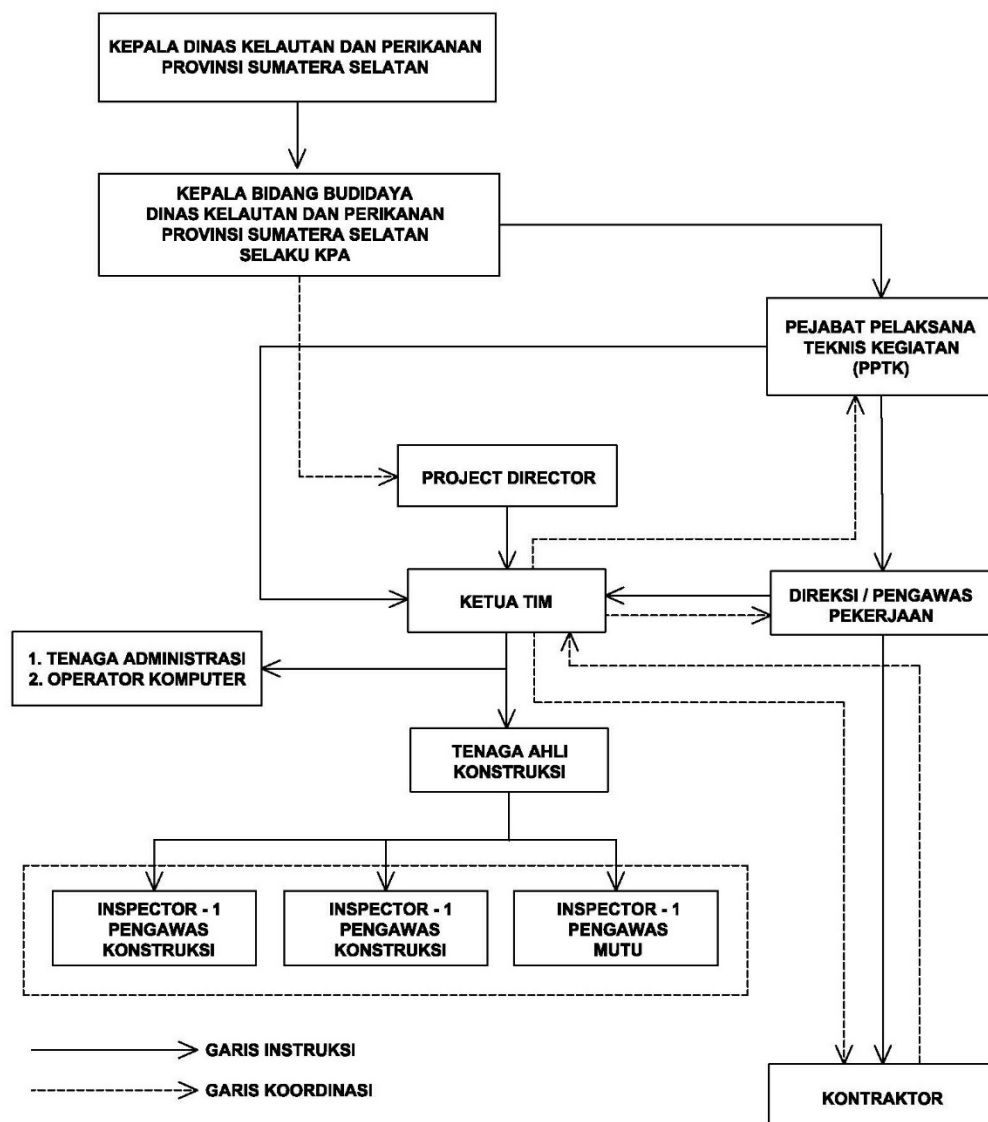 KEPALA DINAS KELAUTAN DAN PERIKANAN
PROVINSI SUMATERA SELATAN
KEPALA BIDANG BUDIDAYA
DINAS KELAUTAN DAN PERIKANAN
PROVINSI SUMATERA SELATAN
SELAKU KPA
PEJABAT PELAKSANA
TEKNIS KEGIATAN
(PPTK)
PROJECT DIRECTOR
KETUA TIM
DIREKSI / PENGAWAS
PEKERJAAN
1. TENAGA ADMINISTRASI
2. OPERATOR KOMPUTER
TENAGA AHLI
KONSTRUKSI
INSPECTOR - 1
PENGAWAS
KONSTRUKSI
INSPECTOR - 1
PENGAWAS
KONSTRUKSI
INSPECTOR - 1
PENGAWAS
MUTU
GARIS INSTRUKSI
GARIS KOORDINASI
KONTRAKTOR